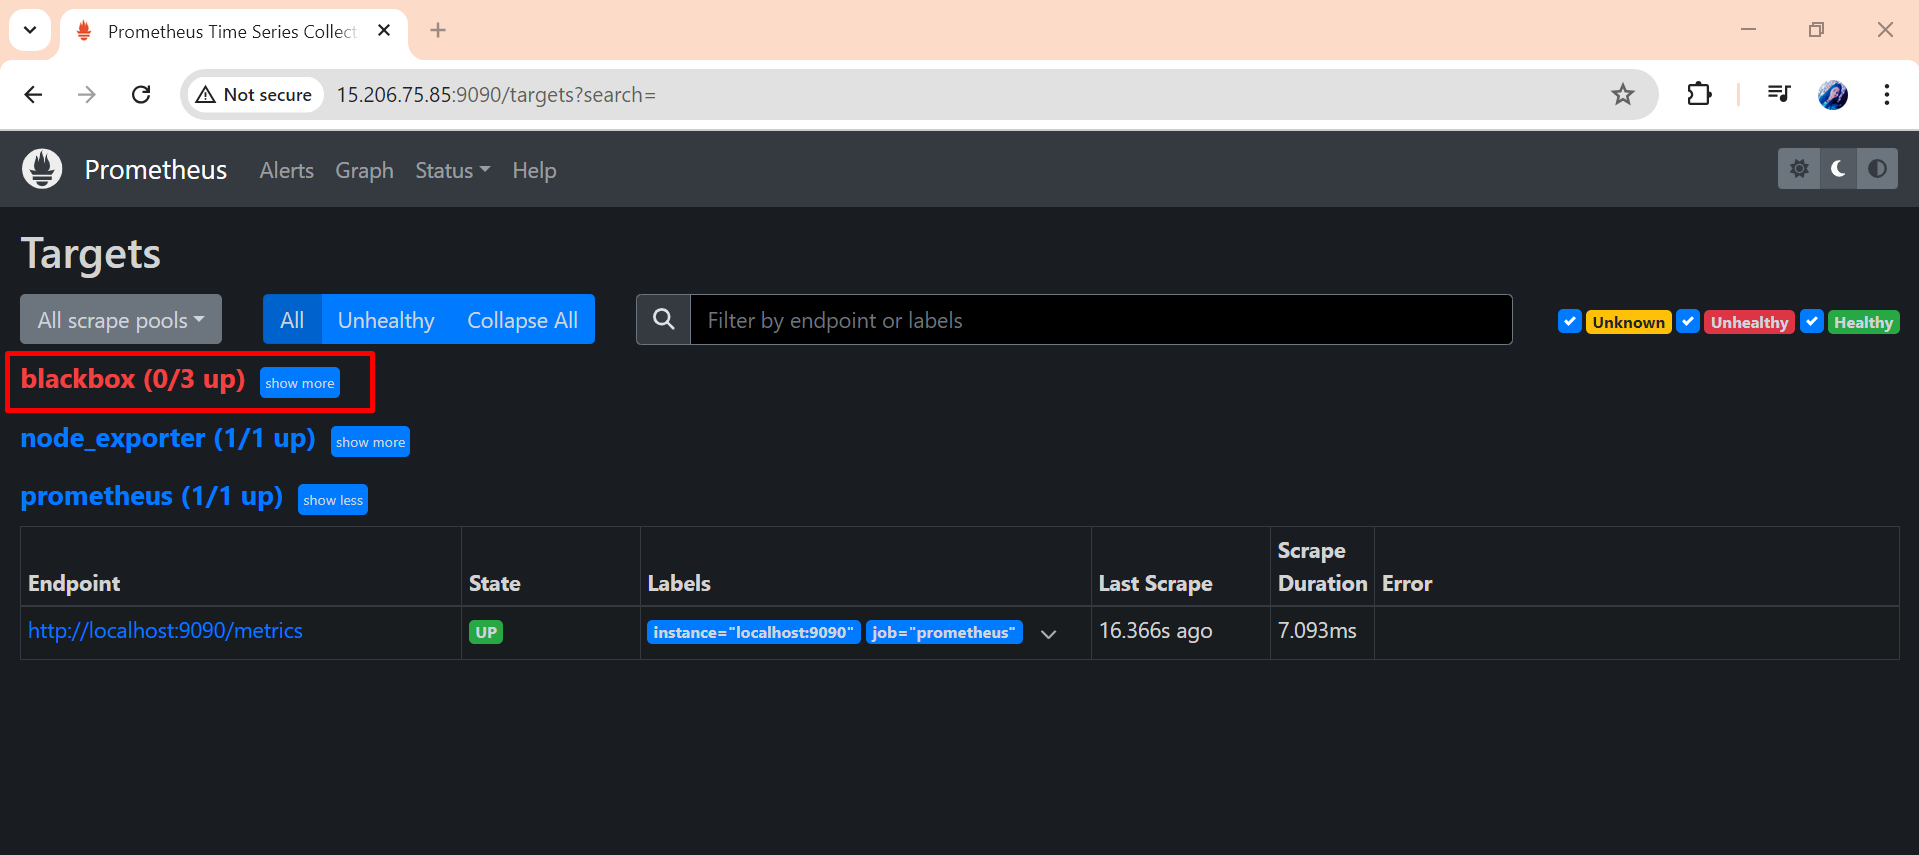 Prometheus Time Series Collect
Not secure
15.206.75.85:9090/targets?search=
Prometheus Alerts Graph Status Help
Targets
All scrape pools
All Unhealthy Collapse All
Filter by endpoint or labels
Unknown Unhealthy Healthy
blackbox (0/3 up) show more
node_exporter (1/1 up) show more
prometheus (1/1 up) show less
Endpoint State Labels Last Scrape Scrape Duration Error
http://localhost:9090/metrics UP instance="localhost:9090" job="prometheus" 16.366s ago 7.093ms